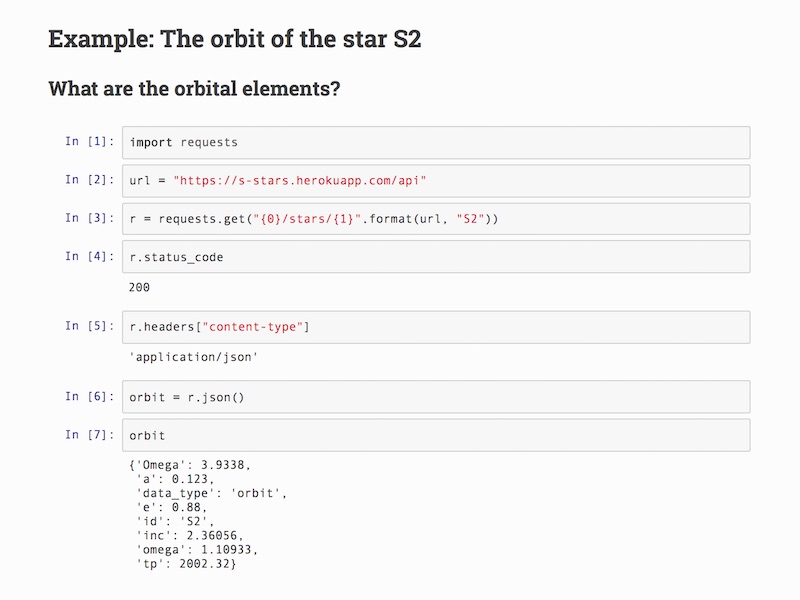 Example: The orbit of the star S2
What are the orbital elements?
In [1]: import requests
In [2]: url = "https://s-stars.herokuapp.com/api"
In [3]: r = requests.get("{0}/stars/{1}".format(url, "S2"))
In [4]: r.status_code
200
In [5]: r.headers["content-type"]
'application/json'
In [6]: orbit = r.json()
In [7]: orbit
{'Omega': 3.9338,
'a': 0.123,
'data_type': 'orbit',
'e': 0.88,
'id': 'S2',
'inc': 2.36056,
'omega': 1.10933,
'tp': 2002.32}